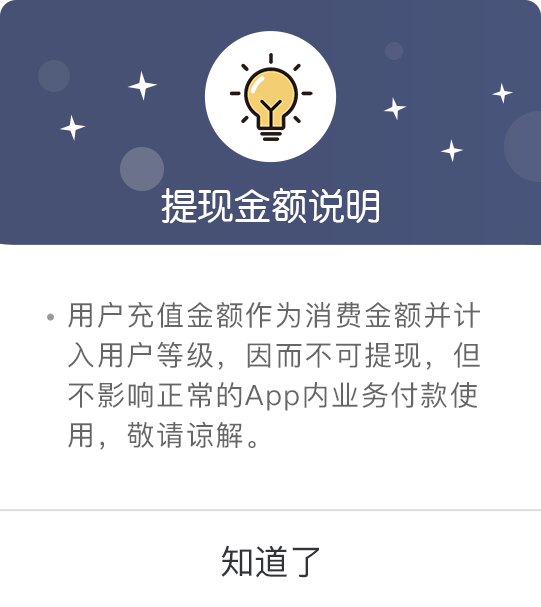 提现金额说明
• 用户充值金额作为消费金额并计
入用户等级，因而不可提现，但
不影响正常的App内业务付款使
用，敬请谅解。
知道了